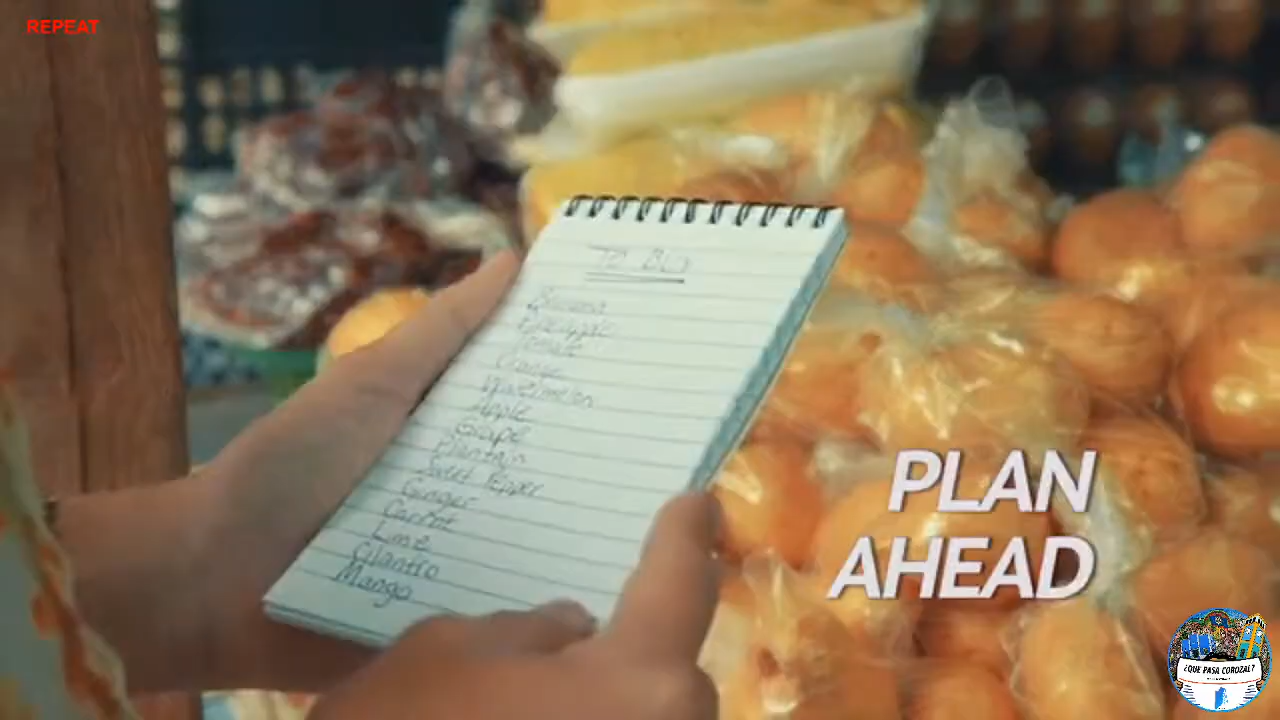 REPEAT
TO BUY
Banana
Pineapple
Tomato
Orange
Watermelon
Apple
Grape
Plantain
Sweet Pepper
Ginger
Carrot
Lime
Cilantro
Mango
PLAN
AHEAD
¿QUE PASA COROZAL?